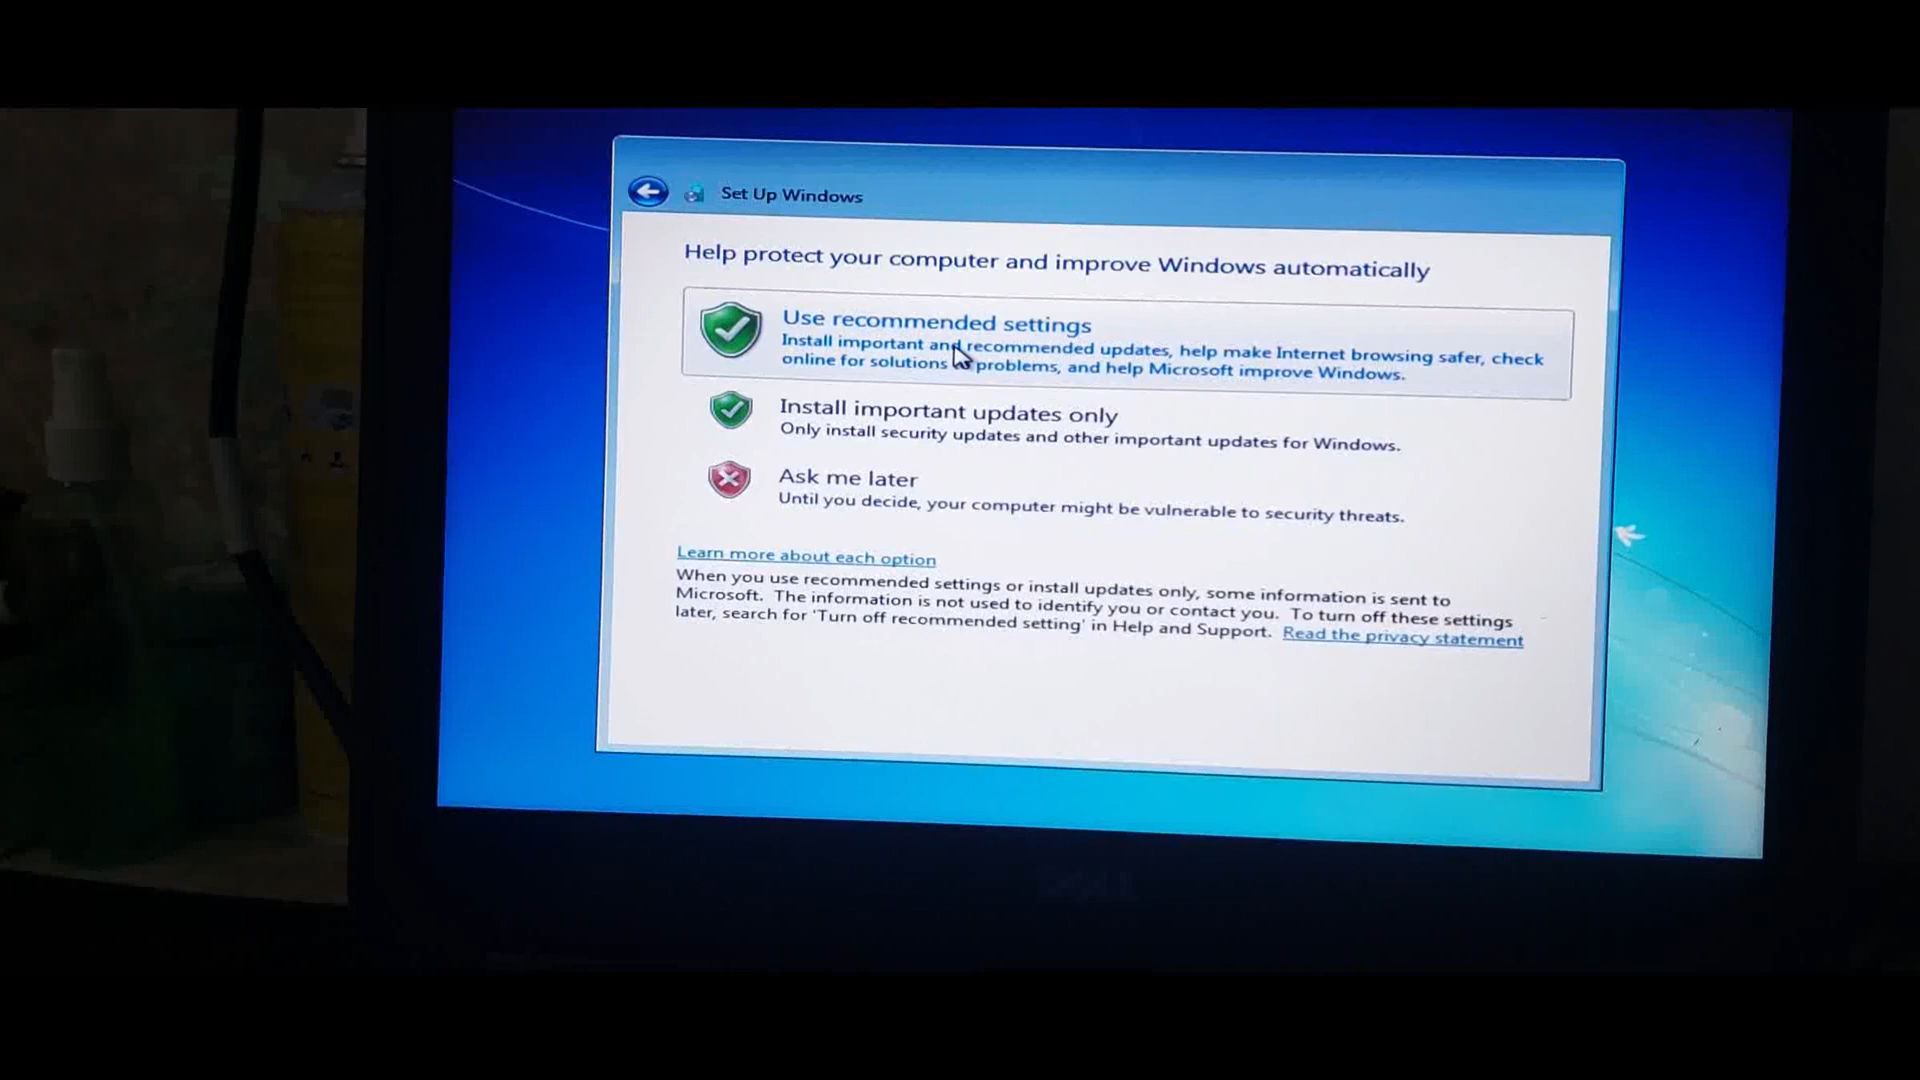 Set Up Windows
Help protect your computer and improve Windows automatically
Use recommended settings
Install important and recommended updates, help make Internet browsing safer, check
online for solutions problems, and help Microsoft improve Windows.
Install important updates only
Only install security updates and other important updates for Windows.
Ask me later
Until you decide, your computer might be vulnerable to security threats.
Learn more about each option
When you use recommended settings or install updates only, some information is sent to
Microsoft. The information is not used to identify you or contact you. To turn off these settings
later, search for 'Turn off recommended setting' in Help and Support. Read the privacy statement